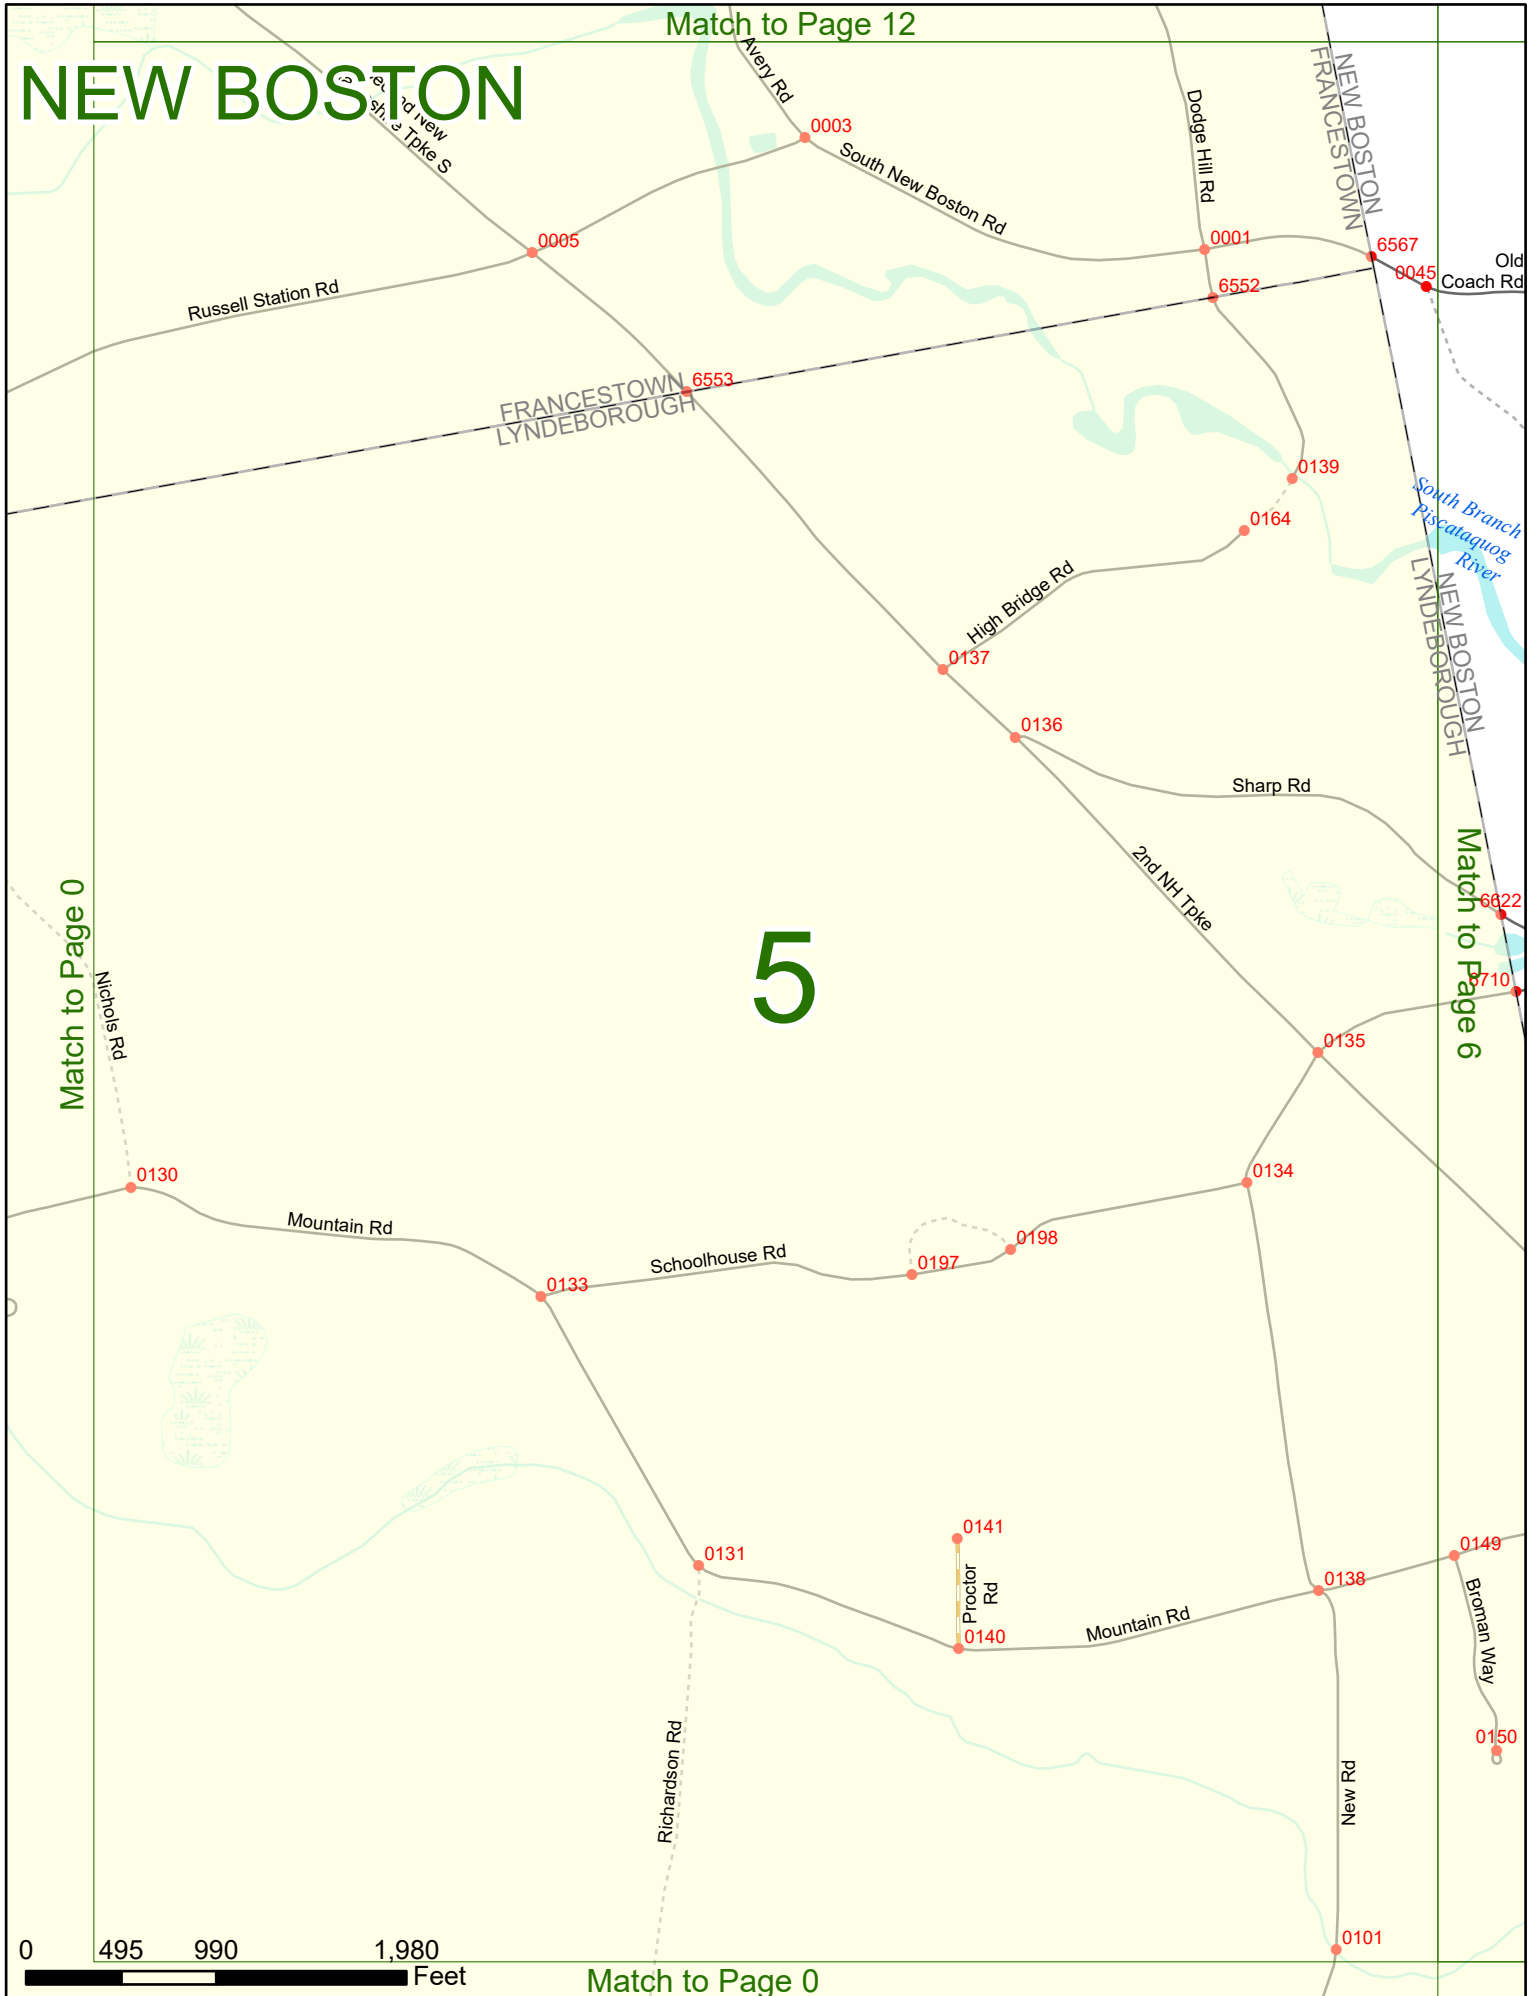 Match to Page 12
NEW BOSTON
Tpke S
Avery Rd
0003
South New Boston Rd
Dodge Hill Rd
NEW BOSTON
FRANCESTOWN
0005
0001
6567
0045
Old
Coach Rd
Russell Station Rd
6552
6553
FRANCESTOWN
LYNDEBOROUGH
0139
0164
South Branch
Piscataquog
River
High Bridge Rd
NEW BOSTON
LYNDEBOROUGH
0137
0136
Sharp Rd
2nd NH Tpke
Match to Page 0
Match to Page 6
6622
5
Nichols Rd
6710
0135
0130
0134
Mountain Rd
Schoolhouse Rd
0198
0197
0133
0141
0131
Proctor
Rd
0140
Mountain Rd
0138
0149
Broman Way
0150
Richardson Rd
New Rd
0101
0 495 990 1,980
Feet
Match to Page 0